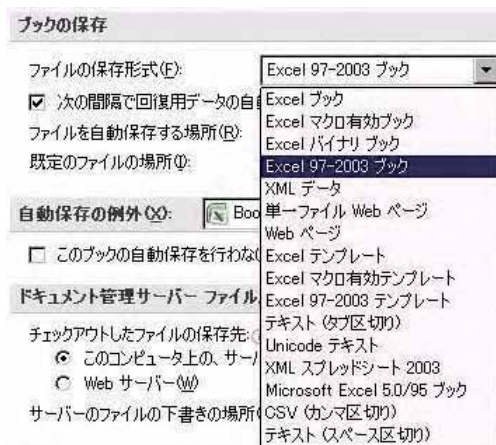 ブックの保存
ファイルの保存形式(F):
Excel 97-2003 ブック
次の間隔で回復用データの自
ファイルを自動保存する場所(R):
既定のファイルの場所(I):
Excel ブック
Excel マクロ有効ブック
Excel バイナリ ブック
Excel 97-2003 ブック
XML データ
単一ファイル Web ページ
Web ページ
Excel テンプレート
Excel マクロ有効テンプレート
Excel 97-2003 テンプレート
テキスト (タブ区切り)
Unicode テキスト
XML スプレッドシート 2003
Microsoft Excel 5.0/95 ブック
CSV (カンマ区切り)
テキスト (スペース区切り)
自動保存の例外(X):
Boo
このブックの自動保存を行わな
ドキュメント管理サーバー ファイル
チェックアウトしたファイルの保存先:
このコンピュータ上の、サー
Web サーバー(W)
サーバーのファイルの下書きの場所(